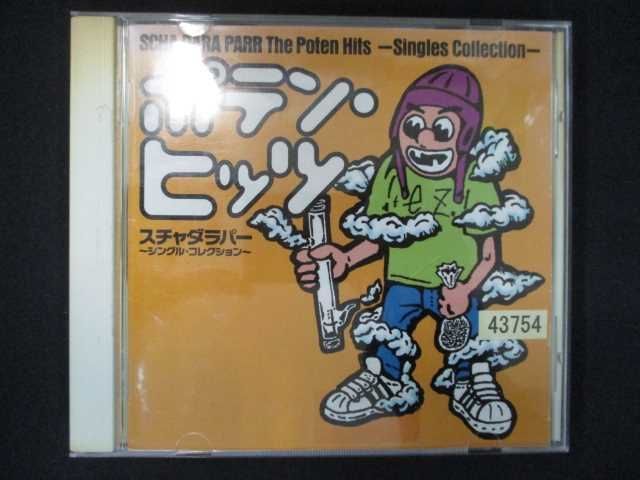 SCHA DARA PARR The Poten Hits —Singles Collection—
ポテン・
ヒッツ
スチャダラパー
～シングル・コレクション～
43754